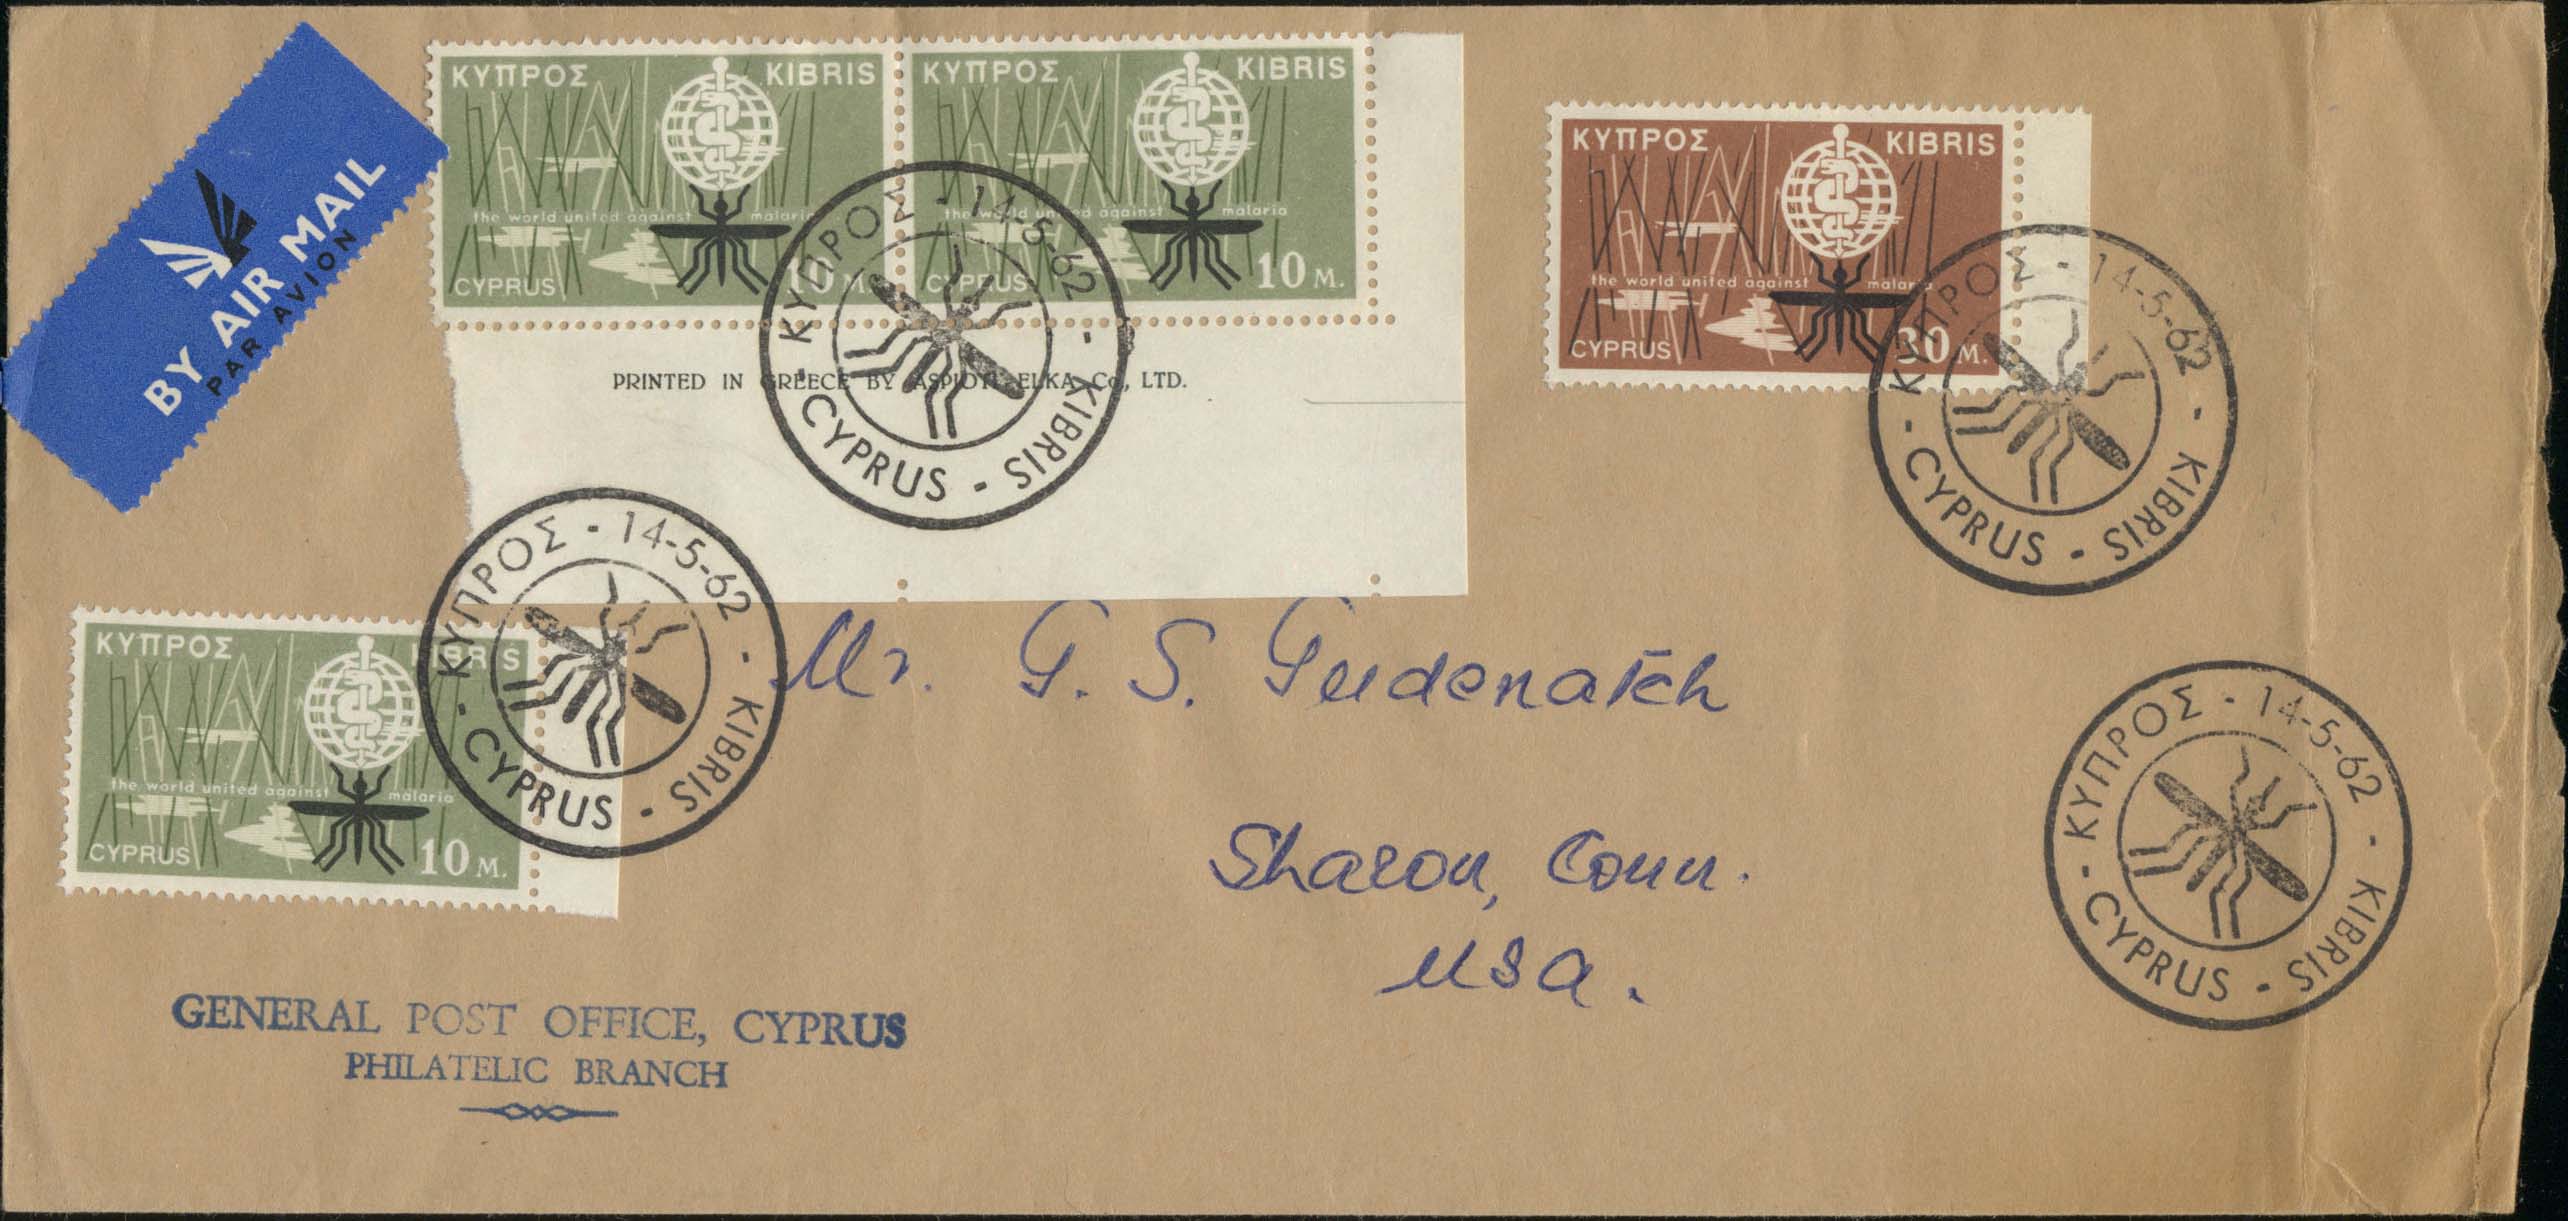 BY AIR MAIL
PAR AVION
ΚΥΠΡΟΣ KIBRIS
the world united against malaria
CYPRUS 10 M.
ΚΥΠΡΟΣ KIBRIS
the world united against malaria
CYPRUS 10 M.
PRINTED IN GREECE BY ASPIOTI-ELKA Co., LTD.
ΚΥΠΡΟΣ - 14-5-62 - KIBRIS - CYPRUS -
ΚΥΠΡΟΣ KIBRIS
the world united against malaria
CYPRUS 30 M.
ΚΥΠΡΟΣ - 14-5-62 - KIBRIS - CYPRUS -
ΚΥΠΡΟΣ KIBRIS
the world united against malaria
CYPRUS 10 M.
ΚΥΠΡΟΣ - 14-5-62 - KIBRIS - CYPRUS -
Mr. G. S. Gudenatch
Sharon, Conn.
USA.
ΚΥΠΡΟΣ - 14-5-62 - KIBRIS - CYPRUS -
GENERAL POST OFFICE, CYPRUS
PHILATELIC BRANCH